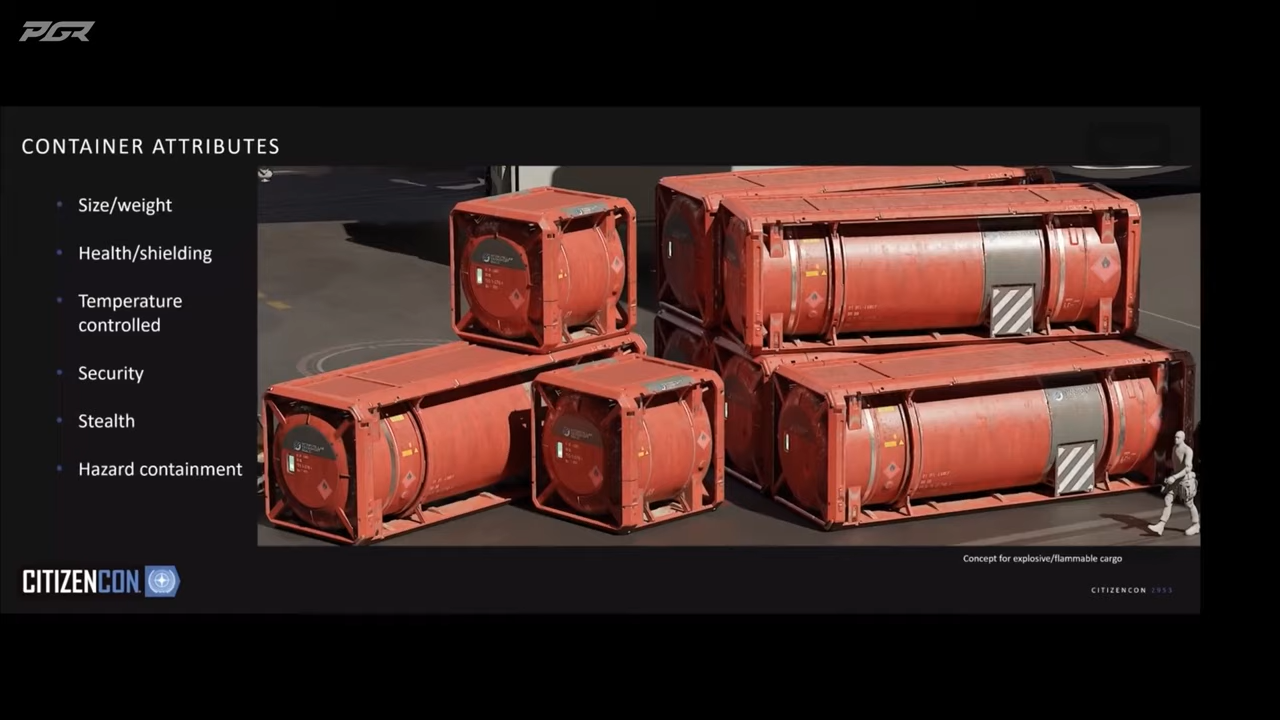 PGR
CONTAINER ATTRIBUTES
Size/weight
Health/shielding
Temperature
controlled
Security
Stealth
Hazard containment
Concept for explosive/flammable cargo
CITIZENCON
CITIZENCON 2953